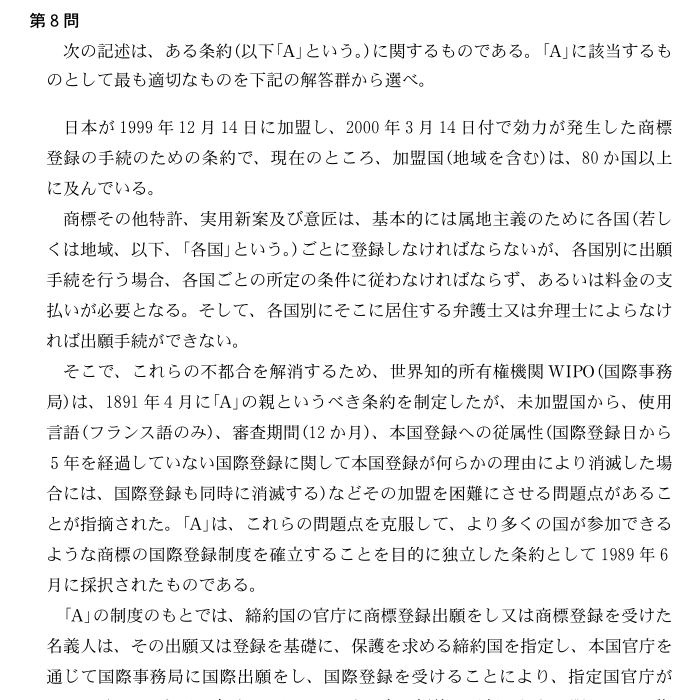 第８問
次の記述は、ある条約(以下「A」という。)に関するものである。「A」に該当するも
のとして最も適切なものを下記の解答群から選べ。
日本が 1999 年 12 月 14 日に加盟し、2000 年 3 月 14 日付で効力が発生した商標
登録の手続のための条約で、現在のところ、加盟国(地域を含む)は、80 か国以上
に及んでいる。
商標その他特許、実用新案及び意匠は、基本的には属地主義のために各国(若し
くは地域、以下、「各国」という。)ごとに登録しなければならないが、各国別に出願
手続を行う場合、各国ごとの所定の条件に従わなければならず、あるいは料金の支
払いが必要となる。そして、各国別にそこに居住する弁護士又は弁理士によらなけ
れば出願手続ができない。
そこで、これらの不都合を解消するため、世界知的所有権機関 WIPO(国際事務
局)は、1891 年 4 月に「A」の親というべき条約を制定したが、未加盟国から、使用
言語(フランス語のみ)、審査期間(12 か月)、本国登録への従属性(国際登録日から
5 年を経過していない国際登録に関して本国登録が何らかの理由により消滅した場
合には、国際登録も同時に消滅する)などその加盟を困難にさせる問題点があるこ
とが指摘された。「A」は、これらの問題点を克服して、より多くの国が参加できる
ような商標の国際登録制度を確立することを目的に独立した条約として 1989 年 6
月に採択されたものである。
「A」の制度のもとでは、締約国の官庁に商標登録出願をし又は商標登録を受けた
名義人は、その出願又は登録を基礎に、保護を求める締約国を指定し、本国官庁を
通じて国際事務局に国際出願をし、国際登録を受けることにより、指定国官庁が